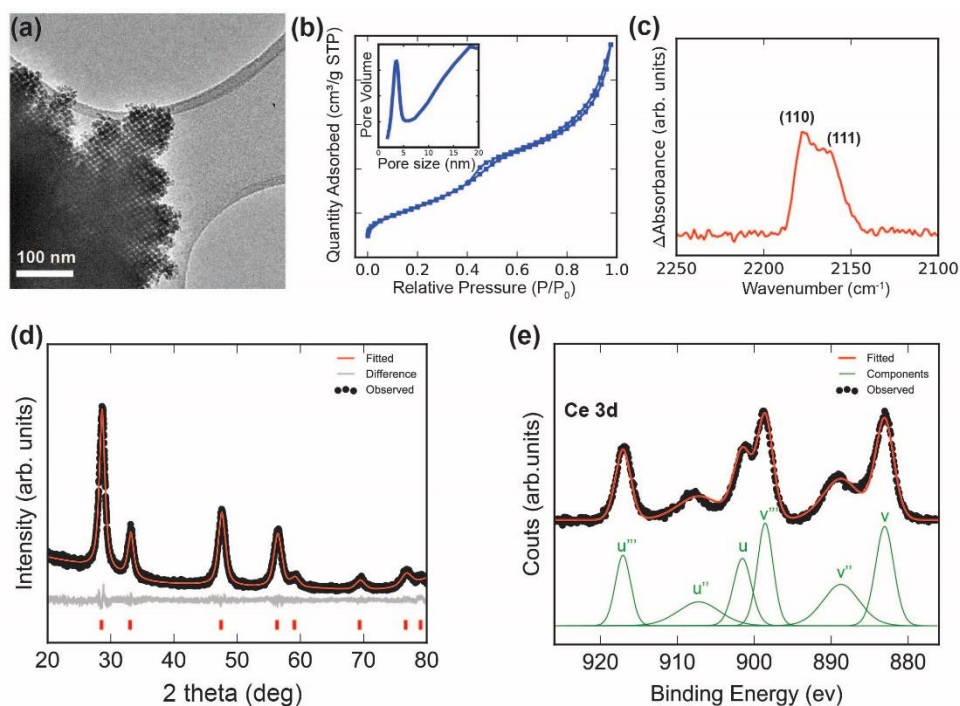 (a)
100 nm
(b)
Quantity Adsorbed (cm³/g STP)
Pore Volume
0 5 10 15 20
Pore size (nm)
0.0 0.2 0.4 0.6 0.8 1.0
Relative Pressure (P/P₀)
(c)
ΔAbsorbance (arb. units)
(110)
(111)
2250 2200 2150 2100
Wavenumber (cm⁻¹)
(d)
Intensity (arb. units)
Fitted
Difference
Observed
20 30 40 50 60 70 80
2 theta (deg)
(e)
Couts (arb.units)
Ce 3d
Fitted
Components
Observed
u''' u'' u v''' v'' v
920 910 900 890 880
Binding Energy (ev)